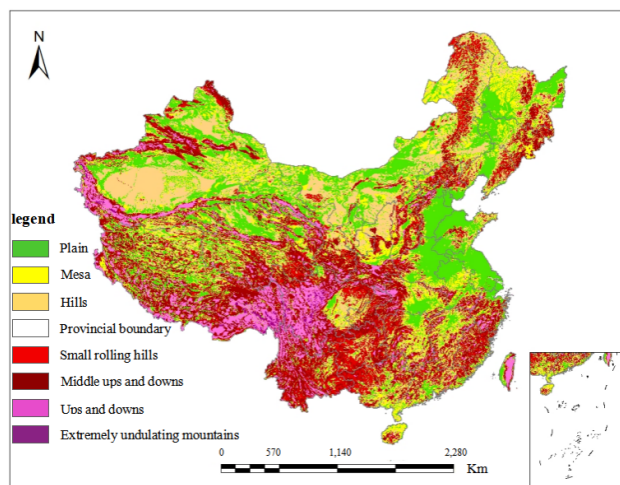 N
legend
Plain
Mesa
Hills
Provincial boundary
Small rolling hills
Middle ups and downs
Ups and downs
Extremely undulating mountains
0 570 1,140 2,280
Km